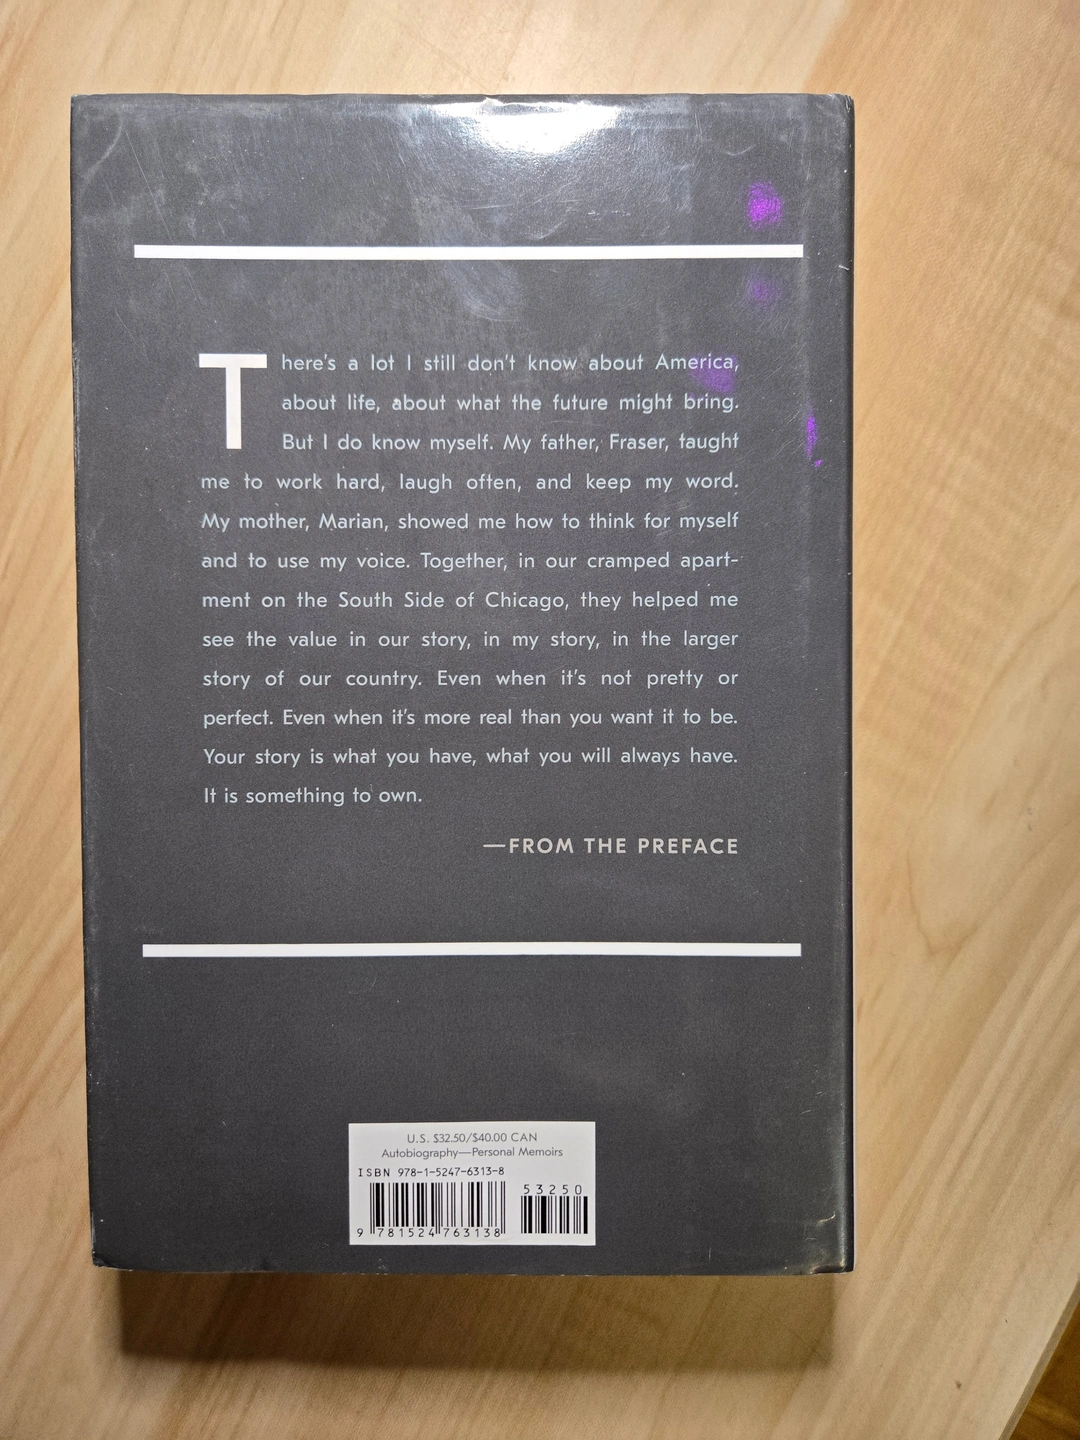 There's a lot I still don't know about America,
about life, about what the future might bring.
But I do know myself. My father, Fraser, taught
me to work hard, laugh often, and keep my word.
My mother, Marian, showed me how to think for myself
and to use my voice. Together, in our cramped apart-
ment on the South Side of Chicago, they helped me
see the value in our story, in my story, in the larger
story of our country. Even when it's not pretty or
perfect. Even when it's more real than you want it to be.
Your story is what you have, what you will always have.
It is something to own.
—FROM THE PREFACE
U.S. $32.50/$40.00 CAN
Autobiography—Personal Memoirs
ISBN 978-1-5247-6313-8
53250
9 781524 763138